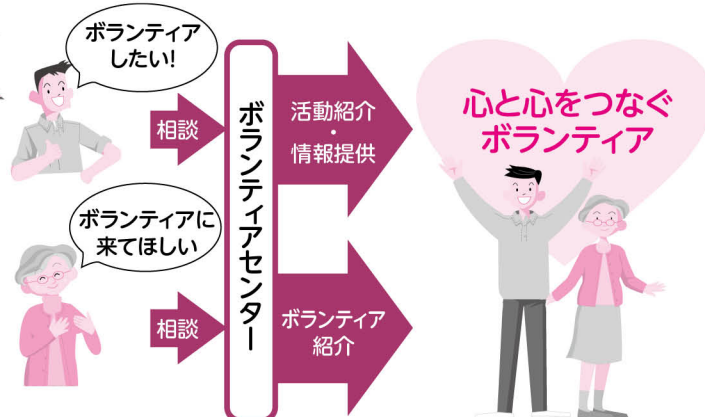 ボランティア
したい!
相談
ボランティアに
来てほしい
相談
ボランティアセンター
活動紹介
・
情報提供
ボランティア
紹介
心と心をつなぐ
ボランティア